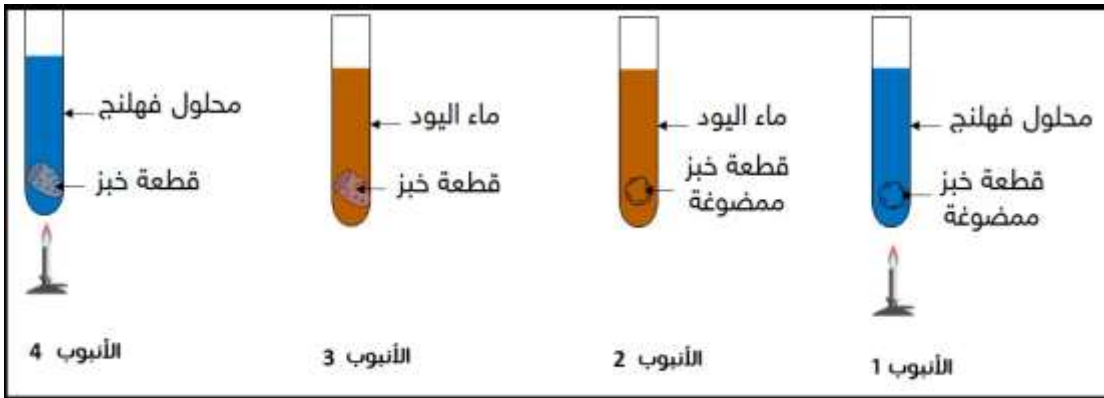 محلول فهلنج
قطعة خبز
ممضوغة
الأنبوب 1
ماء اليود
قطعة خبز
ممضوغة
الأنبوب 2
ماء اليود
قطعة خبز
الأنبوب 3
محلول فهلنج
قطعة خبز
الأنبوب 4